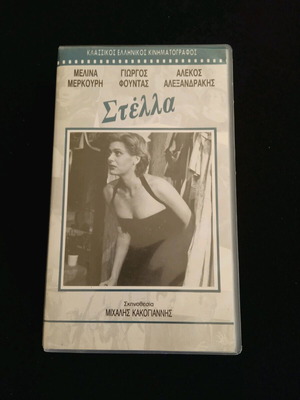 ΚΛΑΣΣΙΚΟΣ ΕΛΛΗΝΙΚΟΣ ΚΙΝΗΜΑΤΟΓΡΑΦΟΣ
ΜΕΛΙΝΑ ΓΙΩΡΓΟΣ ΑΛΕΚΟΣ
ΜΕΡΚΟΥΡΗ ΦΟΥΝΤΑΣ ΑΛΕΞΑΝΔΡΑΚΗΣ
Στέλλα
Σκηνοθεσία
ΜΙΧΑΛΗΣ ΚΑΚΟΓΙΑΝΝΗΣ